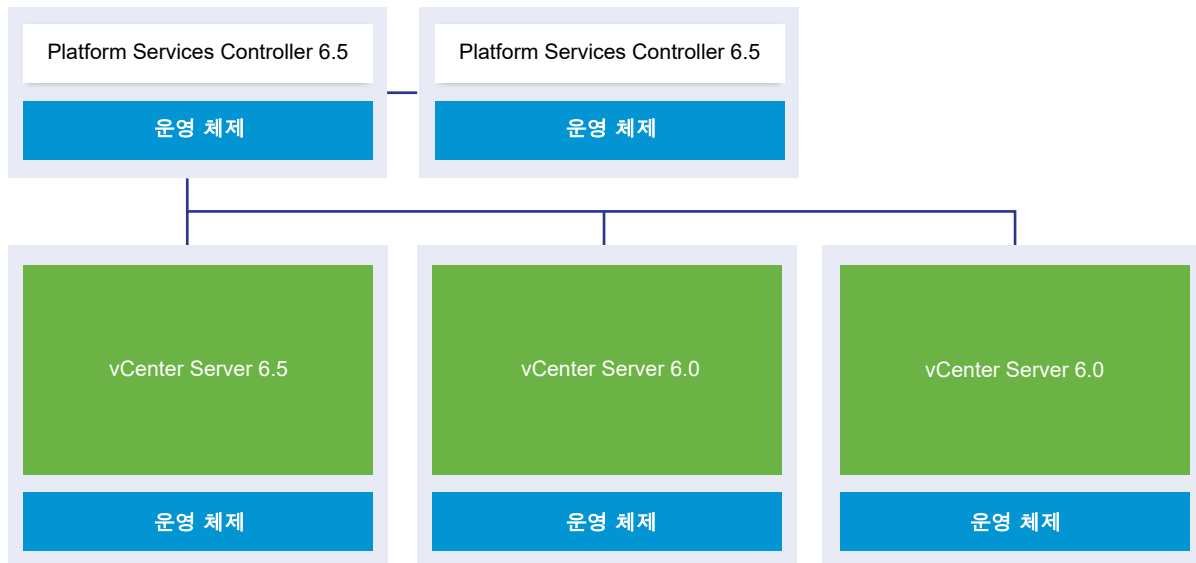 Platform Services Controller 6.5
Platform Services Controller 6.5
운영 체제
운영 체제
vCenter Server 6.5
vCenter Server 6.0
vCenter Server 6.0
운영 체제
운영 체제
운영 체제